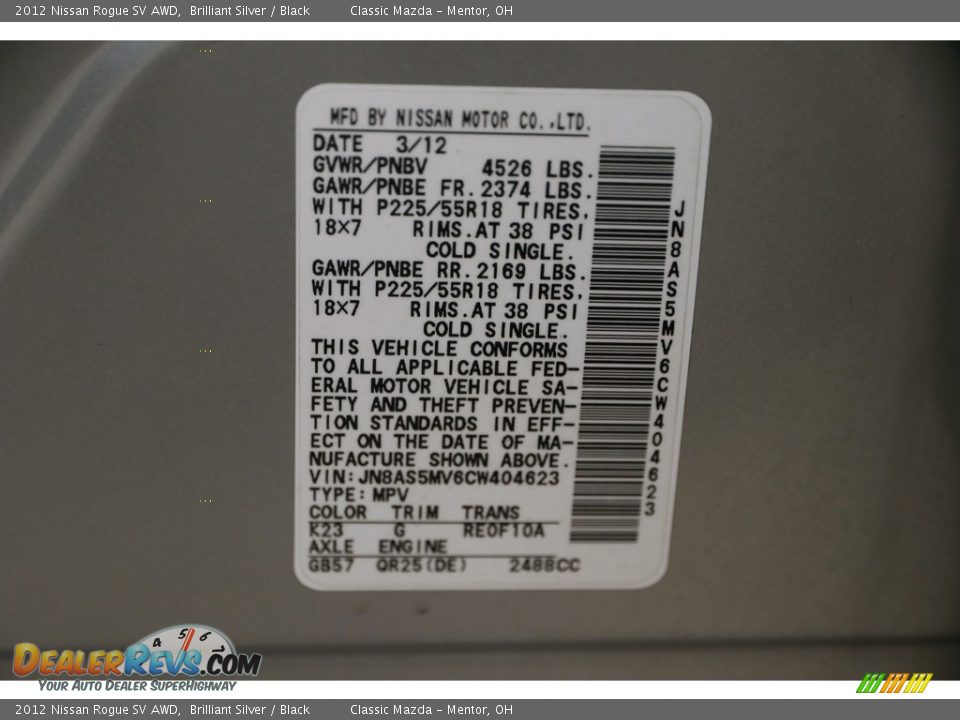 2012 Nissan Rogue SV AWD,  Brilliant Silver / Black        Classic Mazda – Mentor, OH
MFD BY NISSAN MOTOR CO.,LTD.
DATE   3/12
GVWR/PNBV     4526 LBS.
GAWR/PNBE FR. 2374 LBS.
WITH P225/55R18 TIRES,
18×7    RIMS.AT 38 PSI
COLD SINGLE.
GAWR/PNBE RR. 2169 LBS.
WITH P225/55R18 TIRES,
18×7    RIMS.AT 38 PSI
COLD SINGLE.
THIS VEHICLE CONFORMS
TO ALL APPLICABLE FED–
ERAL MOTOR VEHICLE SA–
FETY AND THEFT PREVEN–
TION STANDARDS IN EFF–
ECT ON THE DATE OF MA–
NUFACTURE SHOWN ABOVE.
VIN:JN8AS5MV6CW404623
TYPE:MPV
COLOR  TRIM  TRANS
K23    G     RE0F10A
AXLE  ENGINE
GB57  QR25(DE)   2488CC
JN8AS5MV6CW404623
4 5 6 7
DealerRevs.com
Your Auto Dealer SuperHighway
2012 Nissan Rogue SV AWD,  Brilliant Silver / Black        Classic Mazda – Mentor, OH